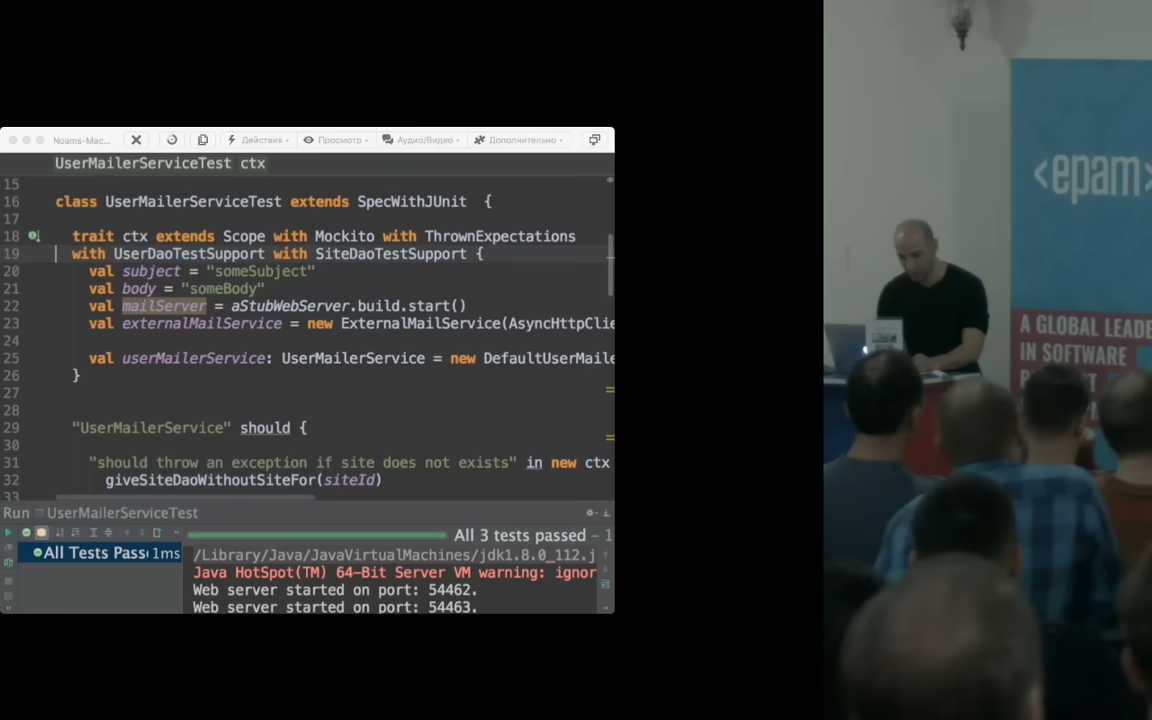 Noams-Mac...
Действия
Просмотр
Аудио/Видео
Дополнительно
UserMailerServiceTest ctx
15
16 class UserMailerServiceTest extends SpecWithJUnit {
17
18 trait ctx extends Scope with Mockito with ThrownExpectations
19 with UserDaoTestSupport with SiteDaoTestSupport {
20 val subject = "someSubject"
21 val body = "someBody"
22 val mailServer = aStubWebServer.build.start()
23 val externalMailService = new ExternalMailService(AsyncHttpClie
24
25 val userMailerService: UserMailerService = new DefaultUserMaile
26 }
27
28
29 "UserMailerService" should {
30
31 "should throw an exception if site does not exists" in new ctx
32 giveSiteDaoWithoutSiteFor(siteId)
33
Run UserMailerServiceTest
All 3 tests passed – 1
All Tests Pass 1ms
/Library/Java/JavaVirtualMachines/jdk1.8.0_112.j
Java HotSpot(TM) 64-Bit Server VM warning: ignor
Web server started on port: 54462.
Web server started on port: 54463.
<epam>
A GLOBAL LEADE
IN SOFTWARE